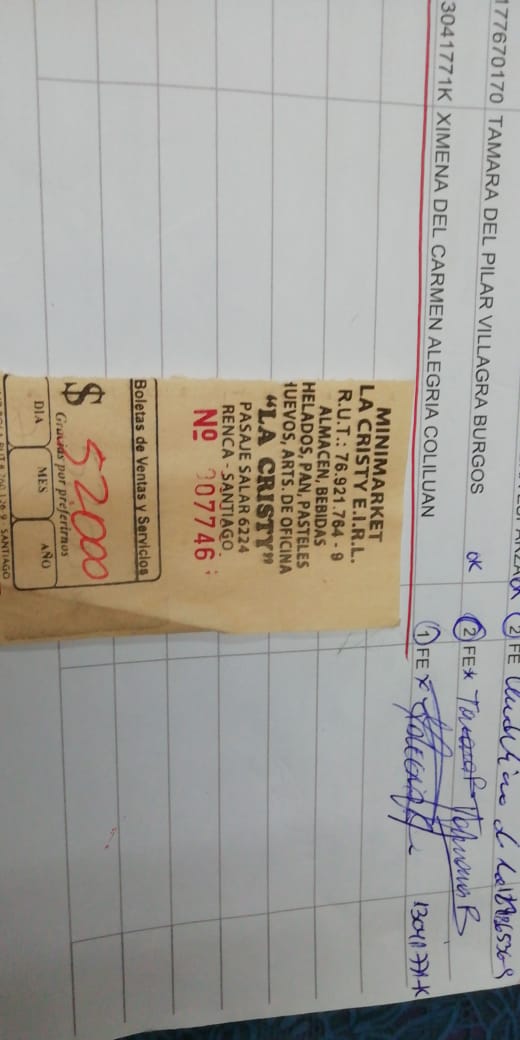 177670170 TAMARA DEL PILAR VILLAGRA BURGOS OK (2) FE*
3041771K XIMENA DEL CARMEN ALEGRIA COLILUAN (1) FE* 13041771-K
(2) FE
MINIMARKET
LA CRISTY E.I.R.L.
R.U.T.: 76.921.764 - 9
ALMACEN, BEBIDAS
HELADOS, PAN, PASTELES
HUEVOS, ARTS. DE OFICINA
"LA CRISTY"
PASAJE SALAR 6224
RENCA - SANTIAGO
Nº 007746
Boletas de Ventas y Servicios
$ 52000
Gracias por preferirnos
DIA MES AÑO
SANTIAGO